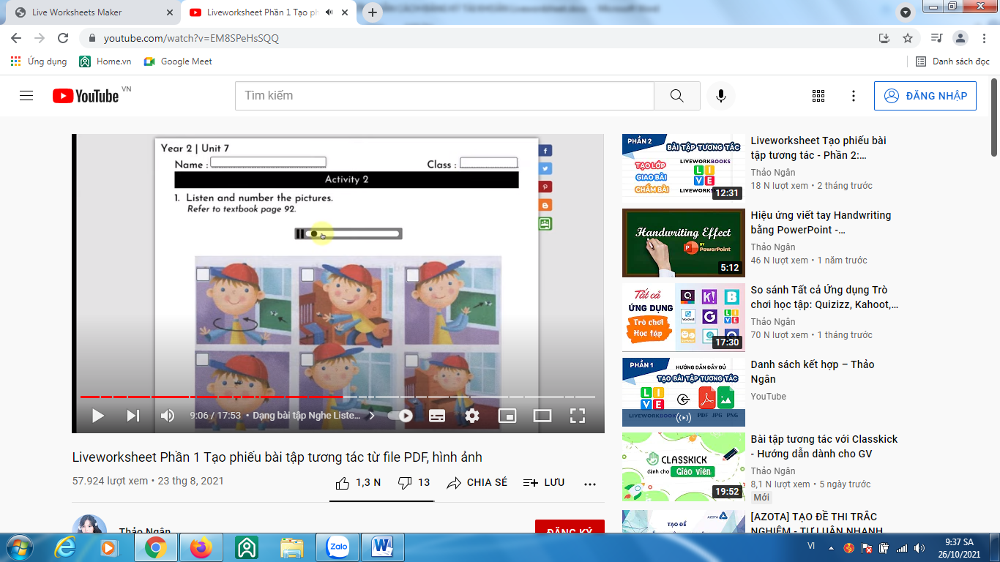 Live Worksheets Maker
Liveworksheet Phần 1 Tạo ph
youtube.com/watch?v=EM8SPeHsSQQ
Ứng dụng
Home.vn
Google Meet
Danh sách đọc
YouTube VN
Tìm kiếm
ĐĂNG NHẬP
Year 2 | Unit 7
Name :
Class :
Activity 2
1. Listen and number the pictures.
Refer to textbook page 92.
9:06 / 17:53 • Dạng bài tập Nghe Liste...
Liveworksheet Phần 1 Tạo phiếu bài tập tương tác từ file PDF, hình ảnh
57.924 lượt xem • 23 thg 8, 2021
1,3 N
13
CHIA SẺ
LƯU
Thảo Ngân
ĐĂNG KÝ
PHẦN 2
BÀI TẬP TƯƠNG TÁC
TẠO LỚP
GIAO BÀI
CHẤM BÀI
LIVEWORKBOOKS
LIVE
12:31
Liveworksheet Tạo phiếu bài
tập tương tác - Phần 2:...
Thảo Ngân
18 N lượt xem • 2 tháng trước
Handwriting Effect
BY
PowerPoint
5:12
Hiệu ứng viết tay Handwriting
bằng PowerPoint -...
Thảo Ngân
46 N lượt xem • 1 năm trước
Tất cả
ỨNG DỤNG
Trò chơi
Học tập
17:30
So sánh Tất cả Ứng dụng Trò
chơi học tập: Quizizz, Kahoot,...
Thảo Ngân
70 N lượt xem • 1 tháng trước
PHẦN 1
HƯỚNG DẪN ĐẦY ĐỦ
TẠO BÀI TẬP TƯƠNG TÁC
LIVE
PDF JPG PNG
Danh sách kết hợp – Thảo
Ngân
YouTube
CLASSKICK
dành cho Giáo viên
19:52
Bài tập tương tác với Classkick
- Hướng dẫn dành cho GV
Thảo Ngân
8,1 N lượt xem • 5 ngày trước
Mới
TẠO ĐỀ
AZOTA
[AZOTA] TẠO ĐỀ THI TRẮC
NGHIỆM - TỰ LUẬN NHANH
Zalo
VI
9:37 SA
26/10/2021